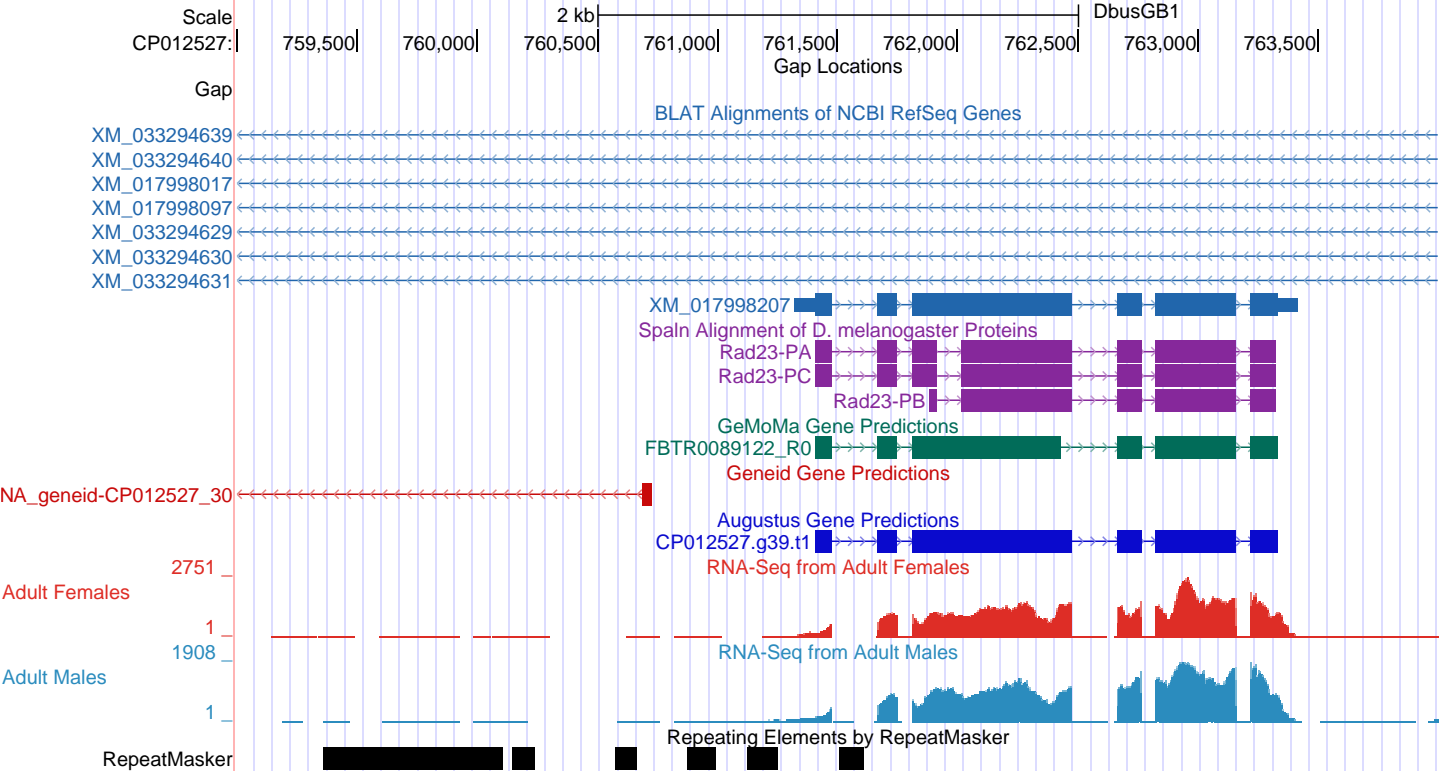 Scale 2 kb DbusGB1
CP012527: 759,500 760,000 760,500 761,000 761,500 762,000 762,500 763,000 763,500
Gap Locations
Gap
BLAT Alignments of NCBI RefSeq Genes
XM_033294639
XM_033294640
XM_017998017
XM_017998097
XM_033294629
XM_033294630
XM_033294631
XM_017998207
Spaln Alignment of D. melanogaster Proteins
Rad23-PA
Rad23-PC
Rad23-PB
GeMoMa Gene Predictions
FBTR0089122_R0
Geneid Gene Predictions
NA_geneid-CP012527_30
Augustus Gene Predictions
CP012527.g39.t1
2751 _ RNA-Seq from Adult Females
Adult Females
1 _
1908 _ RNA-Seq from Adult Males
Adult Males
1 _
Repeating Elements by RepeatMasker
RepeatMasker